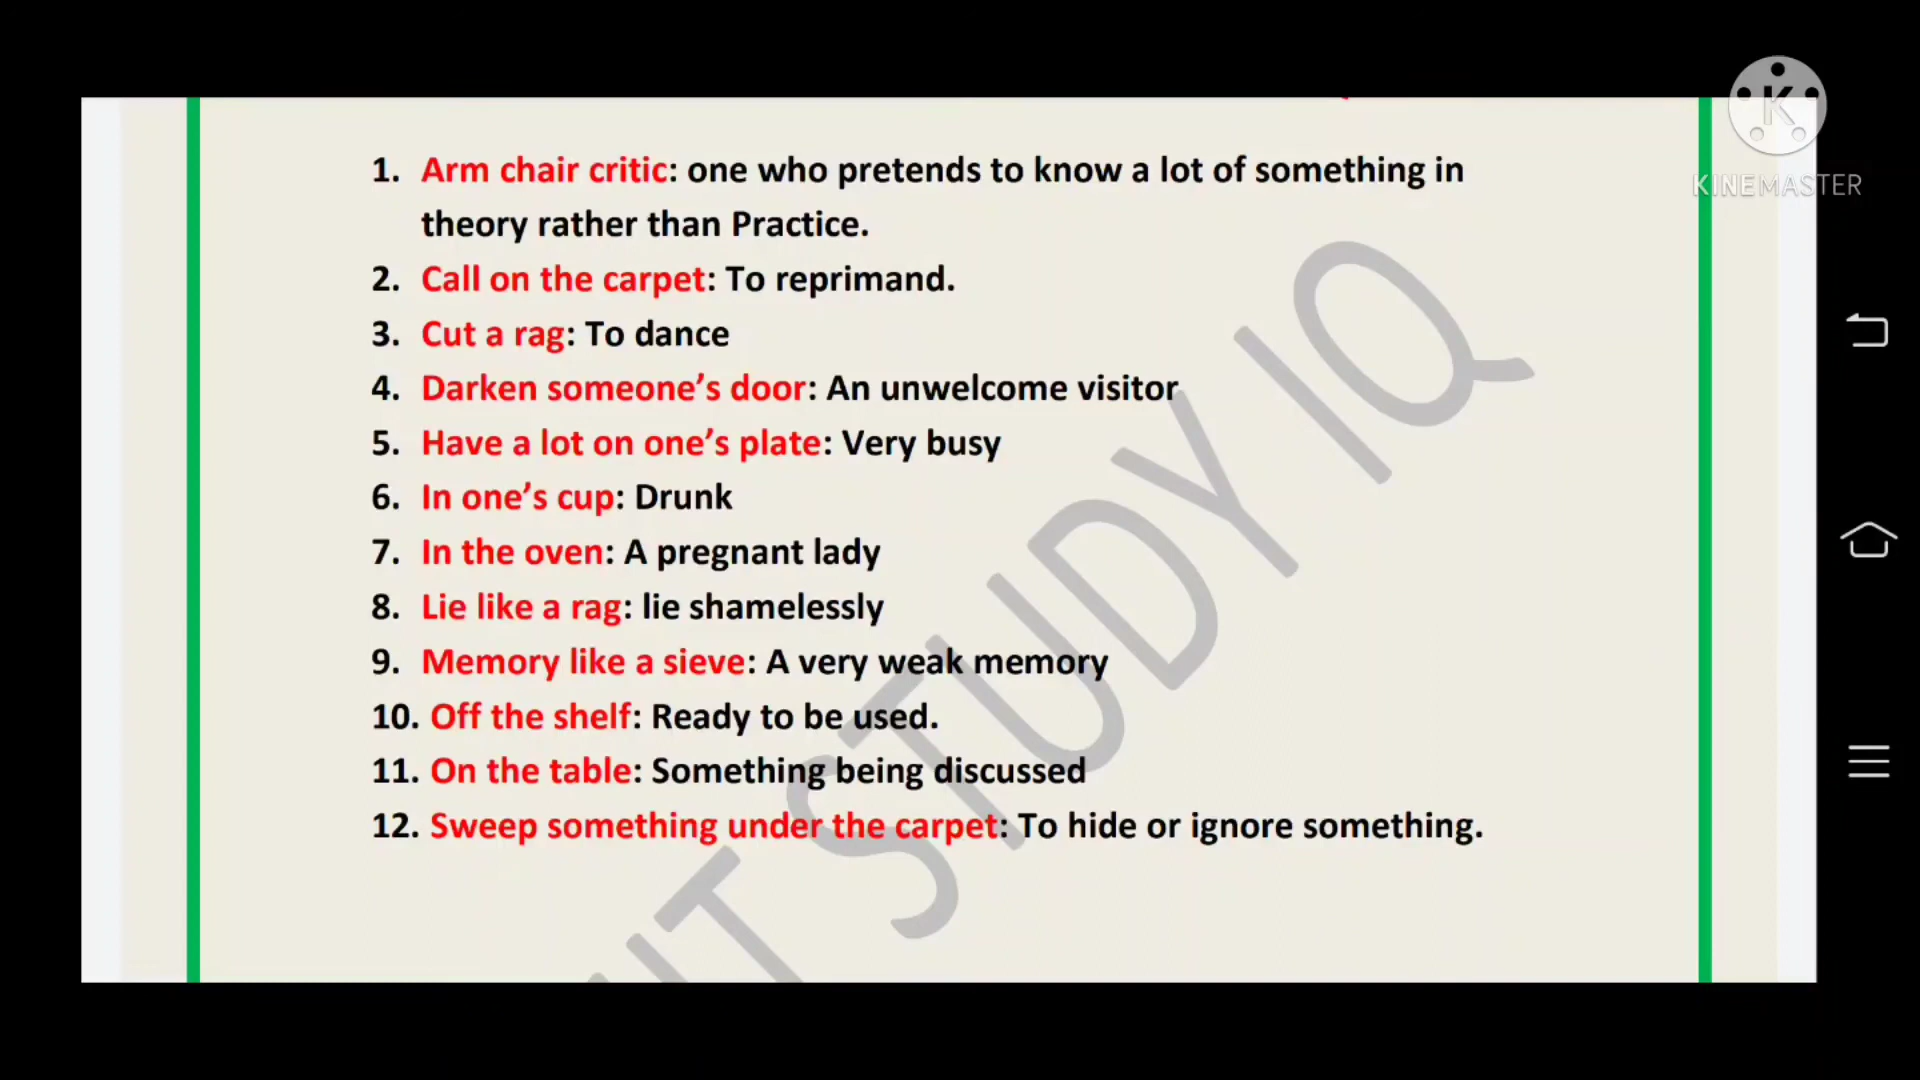 K
KINEMASTER
1. Arm chair critic: one who pretends to know a lot of something in
theory rather than Practice.
2. Call on the carpet: To reprimand.
3. Cut a rag: To dance
4. Darken someone’s door: An unwelcome visitor
5. Have a lot on one’s plate: Very busy
6. In one’s cup: Drunk
7. In the oven: A pregnant lady
8. Lie like a rag: lie shamelessly
9. Memory like a sieve: A very weak memory
10. Off the shelf: Ready to be used.
11. On the table: Something being discussed
12. Sweep something under the carpet: To hide or ignore something.
STUDY IQ